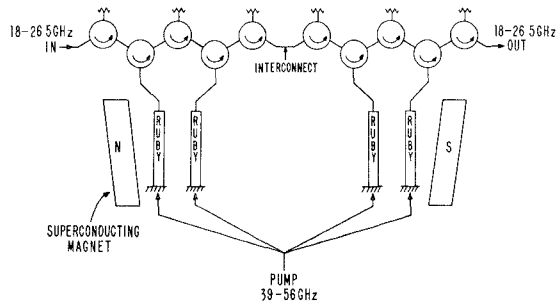 18-26 5GHz
IN
18-26 5GHz
OUT
INTERCONNECT
N
RUBY
RUBY
RUBY
RUBY
S
SUPERCONDUCTING
MAGNET
PUMP
39-56GHz